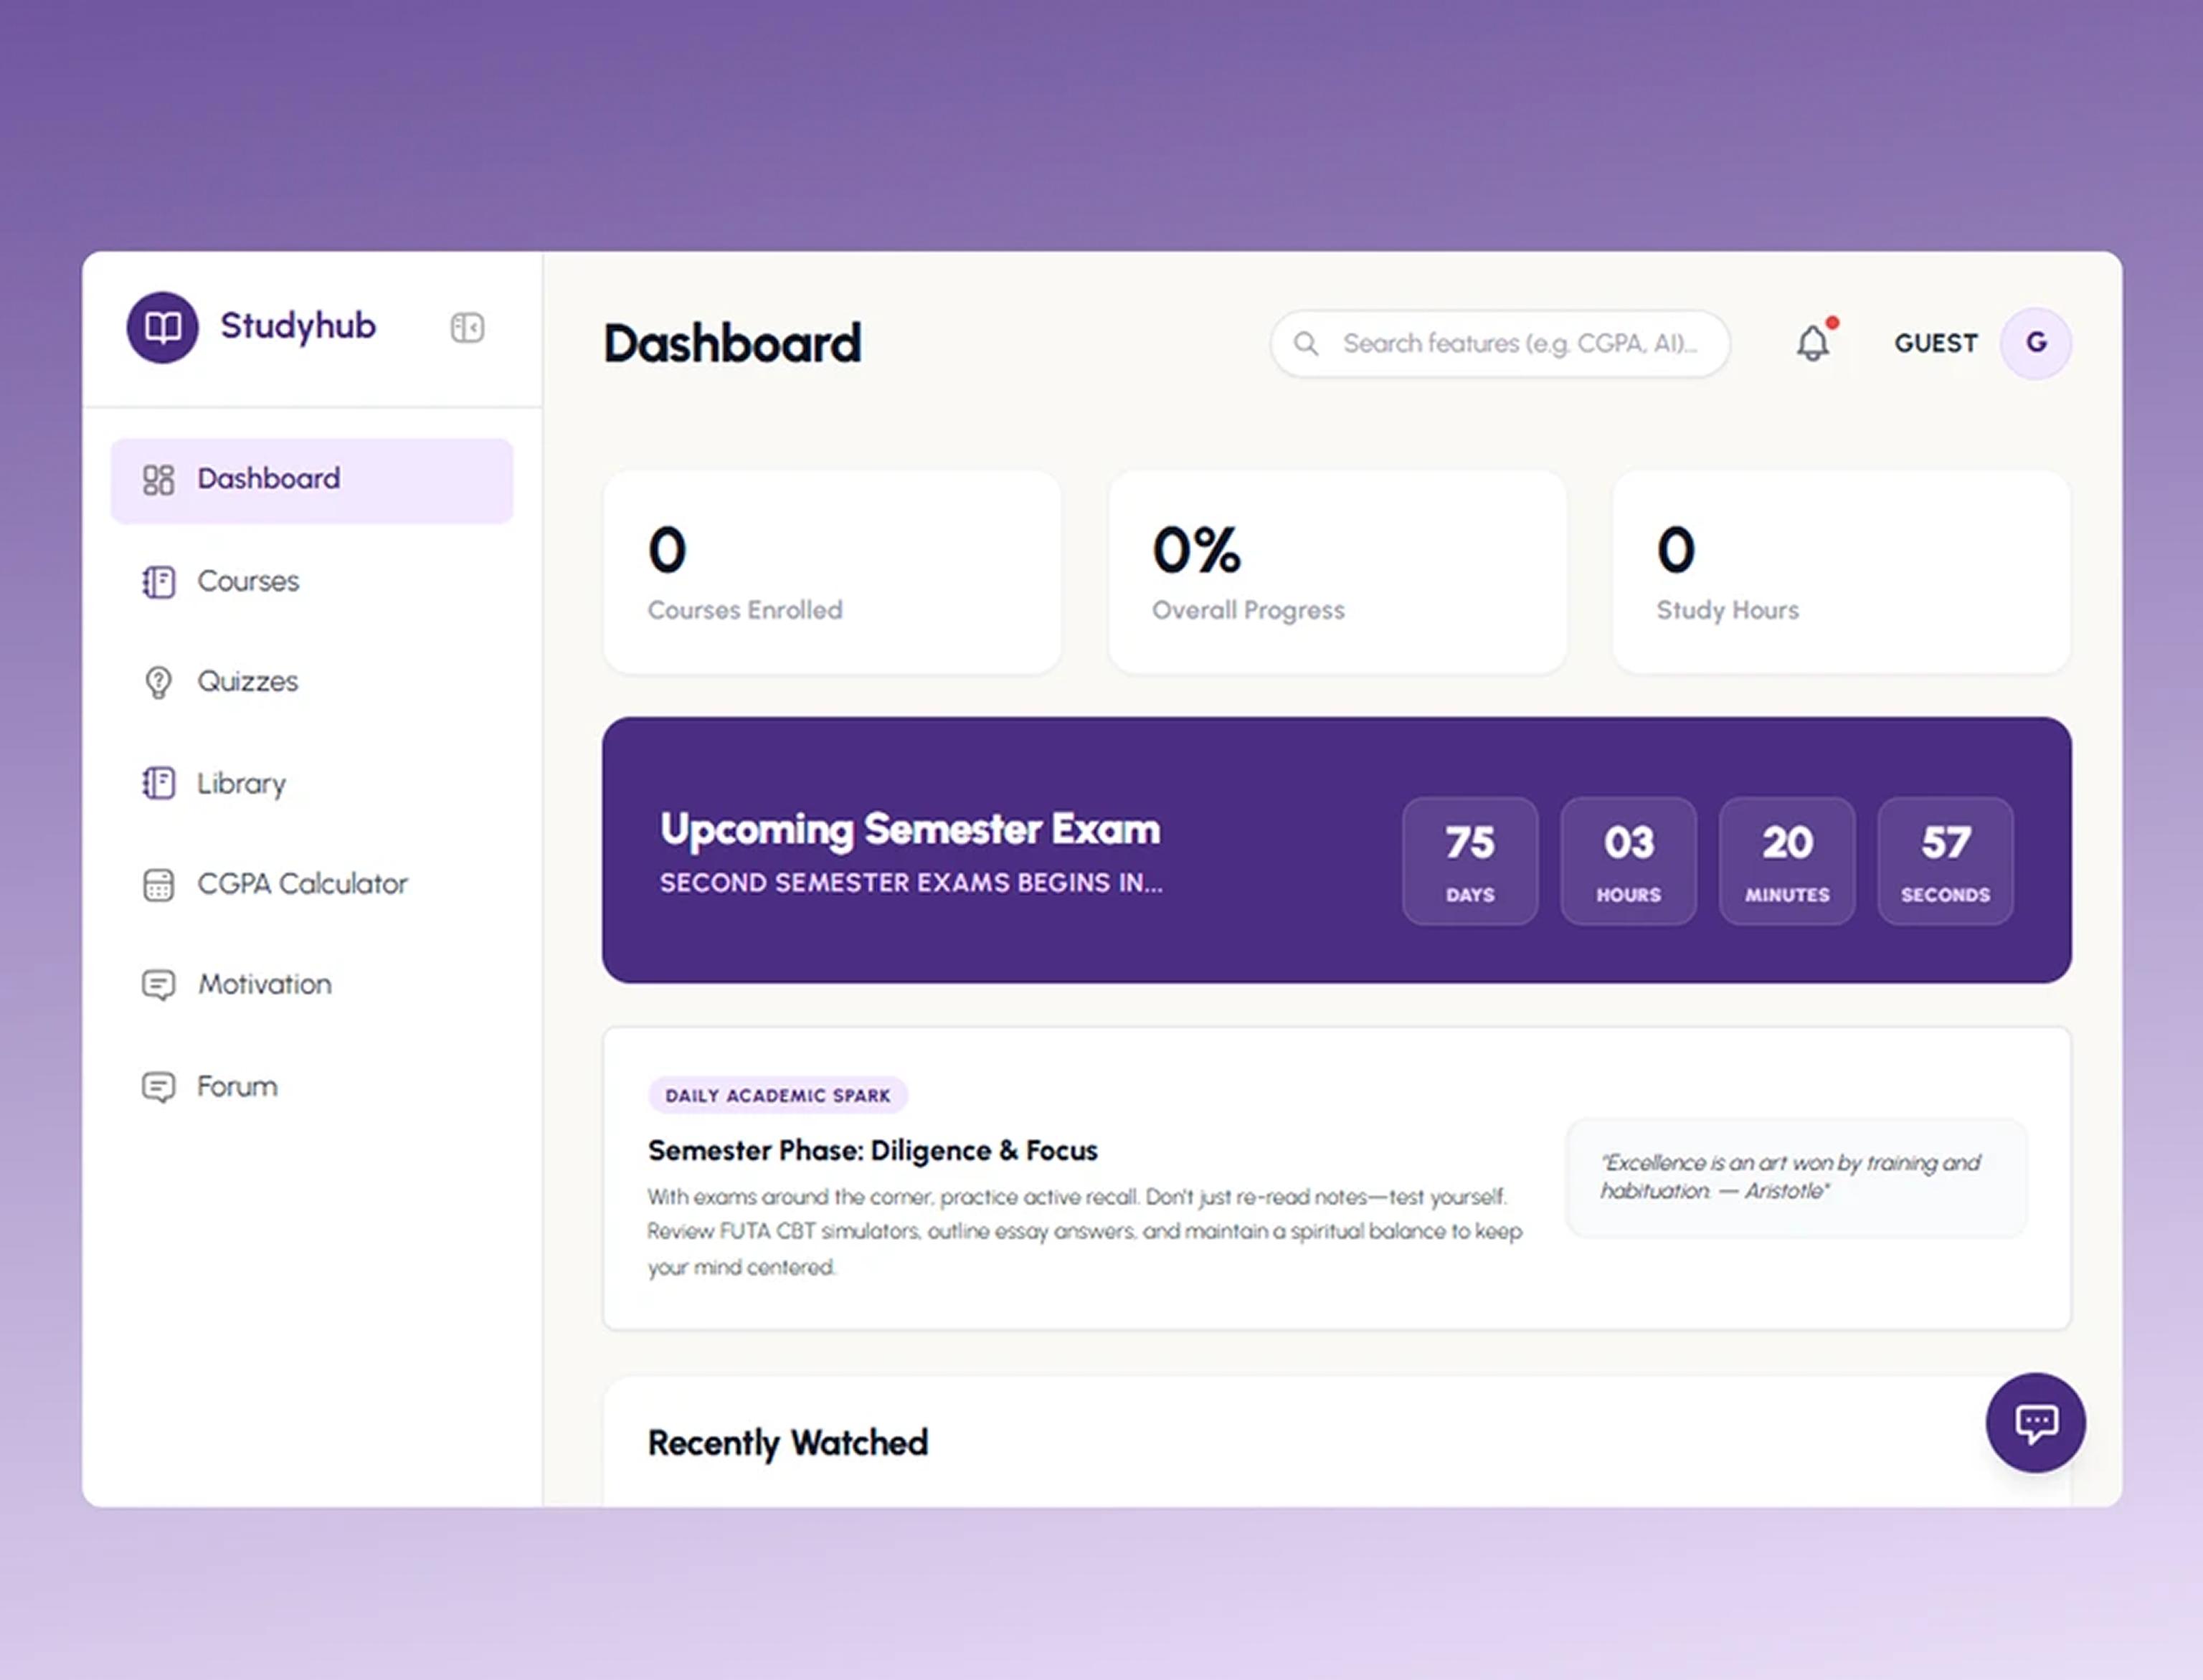 Studyhub
Dashboard
Courses
Quizzes
Library
CGPA Calculator
Motivation
Forum
Dashboard
Search features (e.g. CGPA, AI)...
GUEST
G
0
Courses Enrolled
0%
Overall Progress
0
Study Hours
Upcoming Semester Exam
SECOND SEMESTER EXAMS BEGINS IN...
75
DAYS
03
HOURS
20
MINUTES
57
SECONDS
DAILY ACADEMIC SPARK
Semester Phase: Diligence & Focus
With exams around the corner, practice active recall. Don't just re-read notes—test yourself.
Review FUTA CBT simulators, outline essay answers, and maintain a spiritual balance to keep
your mind centered.
"Excellence is an art won by training and
habituation. — Aristotle"
Recently Watched